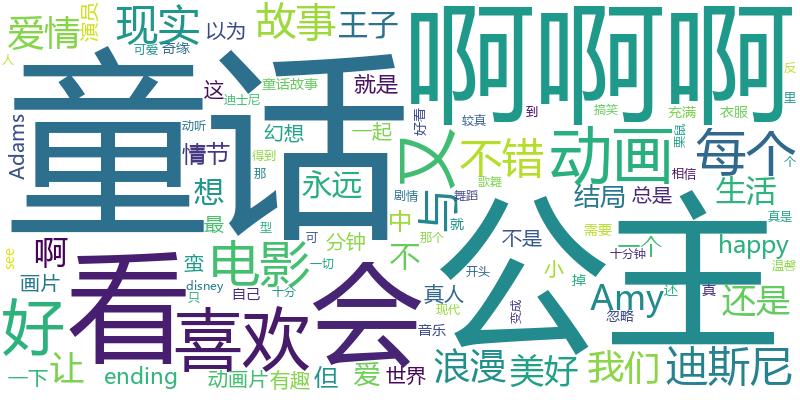 爱情
演员
现实
以为
故事
王子
啊啊啊
可爱
奇缘
人
这
童话故事
就是
迪士尼
童话
Adams
动听
幻想
一起
好看
较真
到
搞笑
充满
衣服
反
里
情节
得到
那
永远
又
不错
动画
每个
栗鼠
个
想
剧情
舞蹈
歌舞
与
相信
结局
总是
生活
最
型
中
就
啊
电影
可
分钟
不
那个
不是
需要
一个
真是
happy
see
蛮
一切
开头
小
十分钟
温馨
画片
disney
只
自己
十分
真人
现代
变成
掉
Amy
还
真
还是
看
会
公主
好
喜欢
音乐
忽略
让
一下
ending
动画片
有趣
但
爱
世界
浪漫
美好
我们
迪斯尼